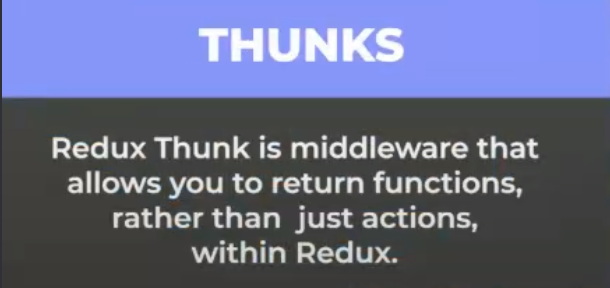 THUNKS
Redux Thunk is middleware that
allows you to return functions,
rather than just actions,
within Redux.